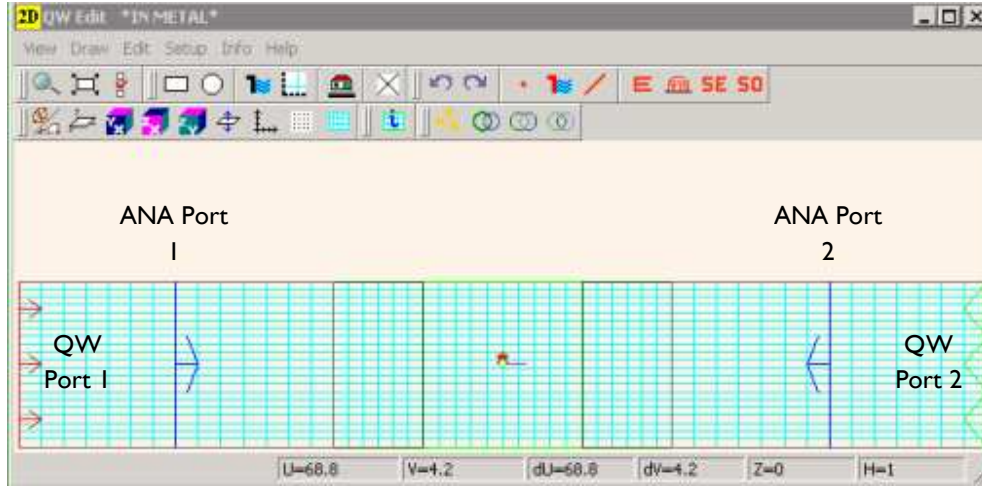 2D QW Edit *IN METAL*
View Draw Edit Setup Info Help
E SE SO
ANA Port
1
ANA Port
2
QW
Port 1
QW
Port 2
U=68.8 V=4.2 dU=68.8 dV=4.2 Z=0 H=1